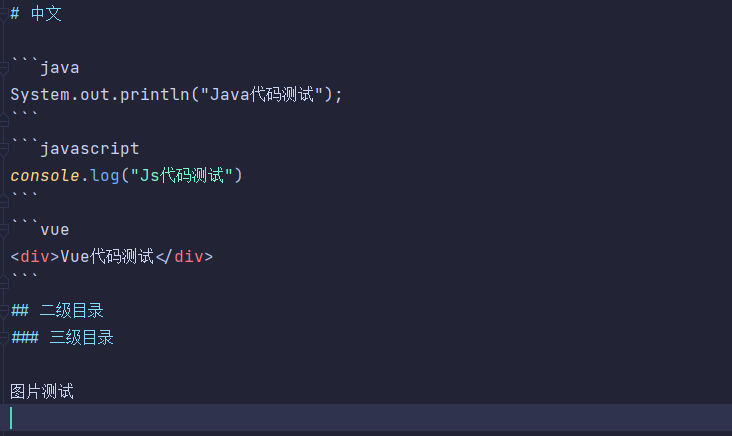 # 中文
```java
System.out.println("Java代码测试");
```
```javascript
console.log("Js代码测试")
```
```vue
<div>Vue代码测试</div>
```
## 二级目录
### 三级目录
图片测试